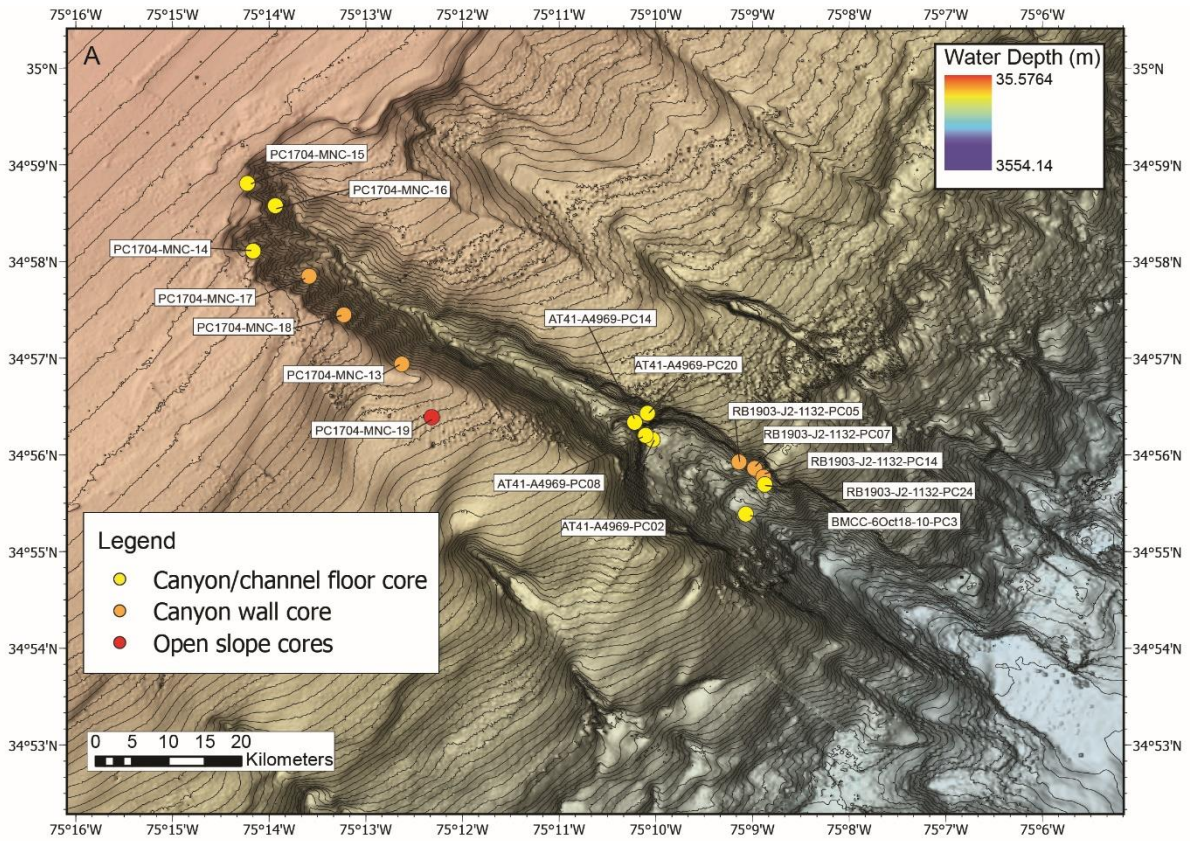 75°16'W 75°15'W 75°14'W 75°13'W 75°12'W 75°11'W 75°10'W 75°9'W 75°8'W 75°7'W 75°6'W
A
Water Depth (m)
35.5764
3554.14
35°N
35°N
34°59'N
34°59'N
34°58'N
34°58'N
34°57'N
34°57'N
34°56'N
34°56'N
34°55'N
34°55'N
34°54'N
34°54'N
34°53'N
34°53'N
PC1704-MNC-15
PC1704-MNC-16
PC1704-MNC-14
PC1704-MNC-17
PC1704-MNC-18
PC1704-MNC-13
PC1704-MNC-19
AT41-A4969-PC14
AT41-A4969-PC20
RB1903-J2-1132-PC05
RB1903-J2-1132-PC07
RB1903-J2-1132-PC14
RB1903-J2-1132-PC24
AT41-A4969-PC08
BMCC-6Oct18-10-PC3
AT41-A4969-PC02
Legend
Canyon/channel floor core
Canyon wall core
Open slope cores
0 5 10 15 20
Kilometers
75°16'W 75°15'W 75°14'W 75°13'W 75°12'W 75°11'W 75°10'W 75°9'W 75°8'W 75°7'W 75°6'W